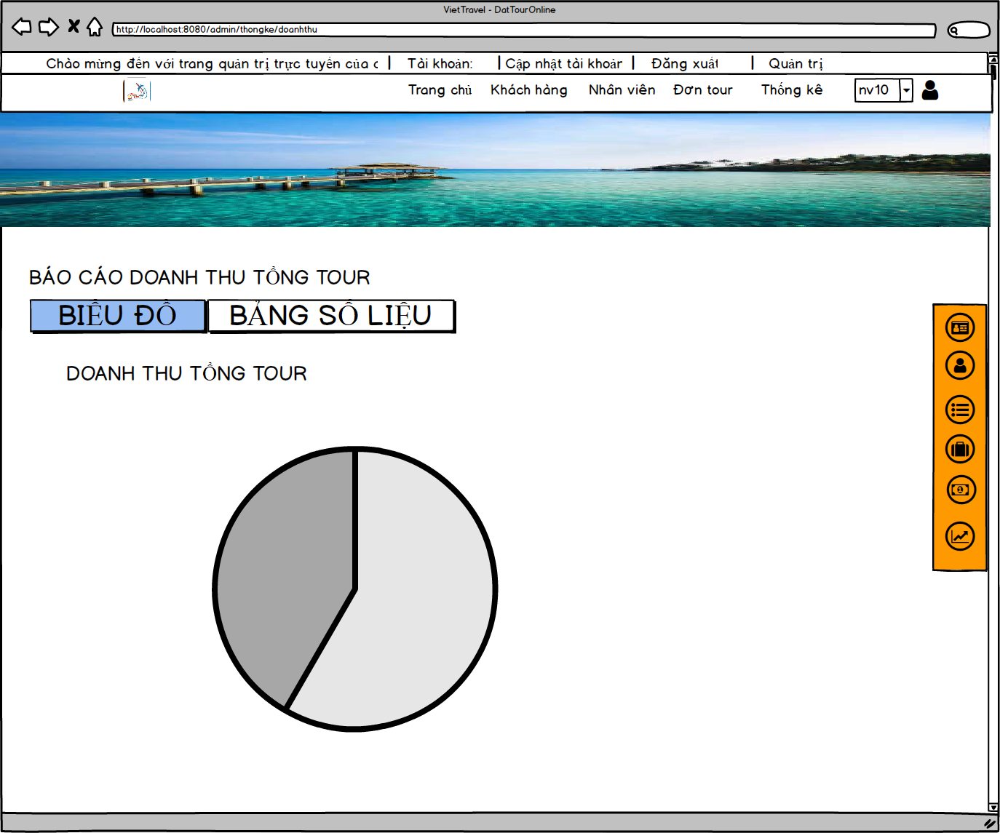 VietTravel - DatTourOnline
http://localhost:8080/admin/thongke/doanhthu
Chào mừng đến với trang quản trị trực tuyến của c | Tài khoản: | Cập nhật tài khoản | Đăng xuất | Quản trị
Trang chủ Khách hàng Nhân viên Đơn tour Thống kê nv10
BÁO CÁO DOANH THU TỔNG TOUR
BIỂU ĐỒ BẢNG SỐ LIỆU
DOANH THU TỔNG TOUR